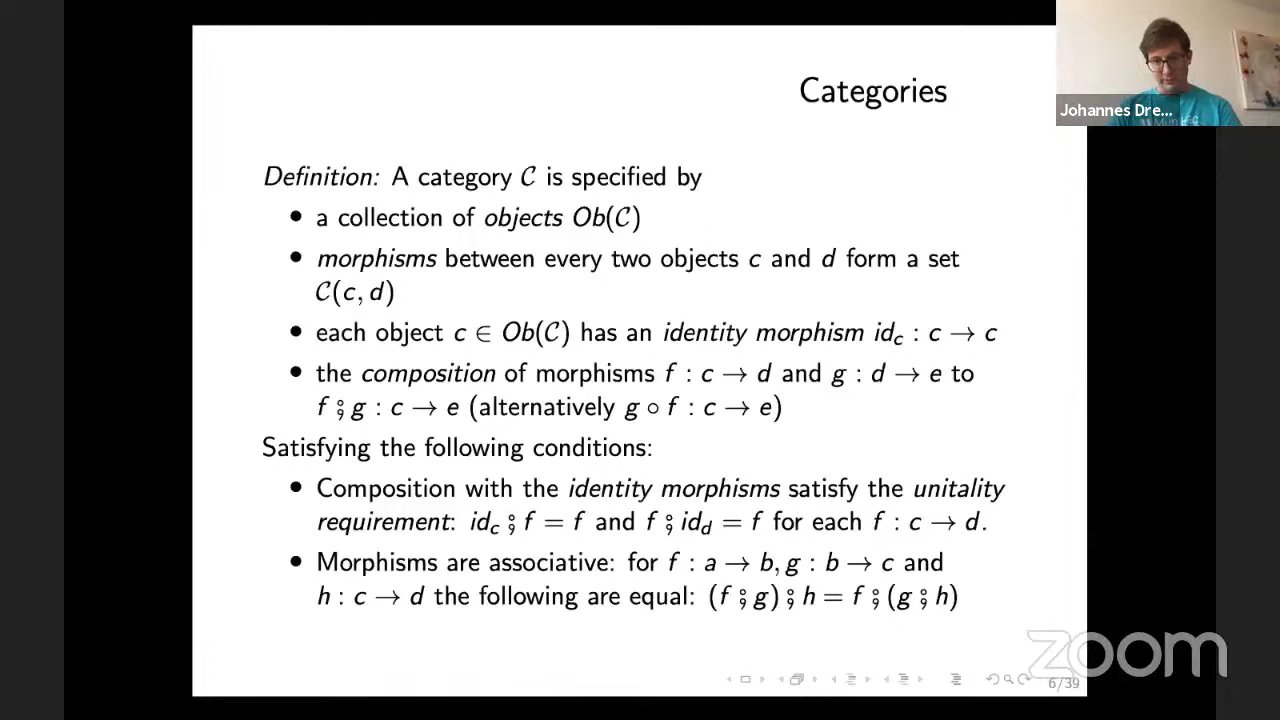 Categories
Johannes Dre...
Definition: A category 𝒞 is specified by
• a collection of objects Ob(𝒞)
• morphisms between every two objects c and d form a set
𝒞(c, d)
• each object c ∈ Ob(𝒞) has an identity morphism id_c : c → c
• the composition of morphisms f : c → d and g : d → e to
f ⨾ g : c → e (alternatively g ∘ f : c → e)
Satisfying the following conditions:
• Composition with the identity morphisms satisfy the unitality
requirement: id_c ⨾ f = f and f ⨾ id_d = f for each f : c → d.
• Morphisms are associative: for f : a → b, g : b → c and
h : c → d the following are equal: (f ⨾ g) ⨾ h = f ⨾ (g ⨾ h)
zoom
6/39